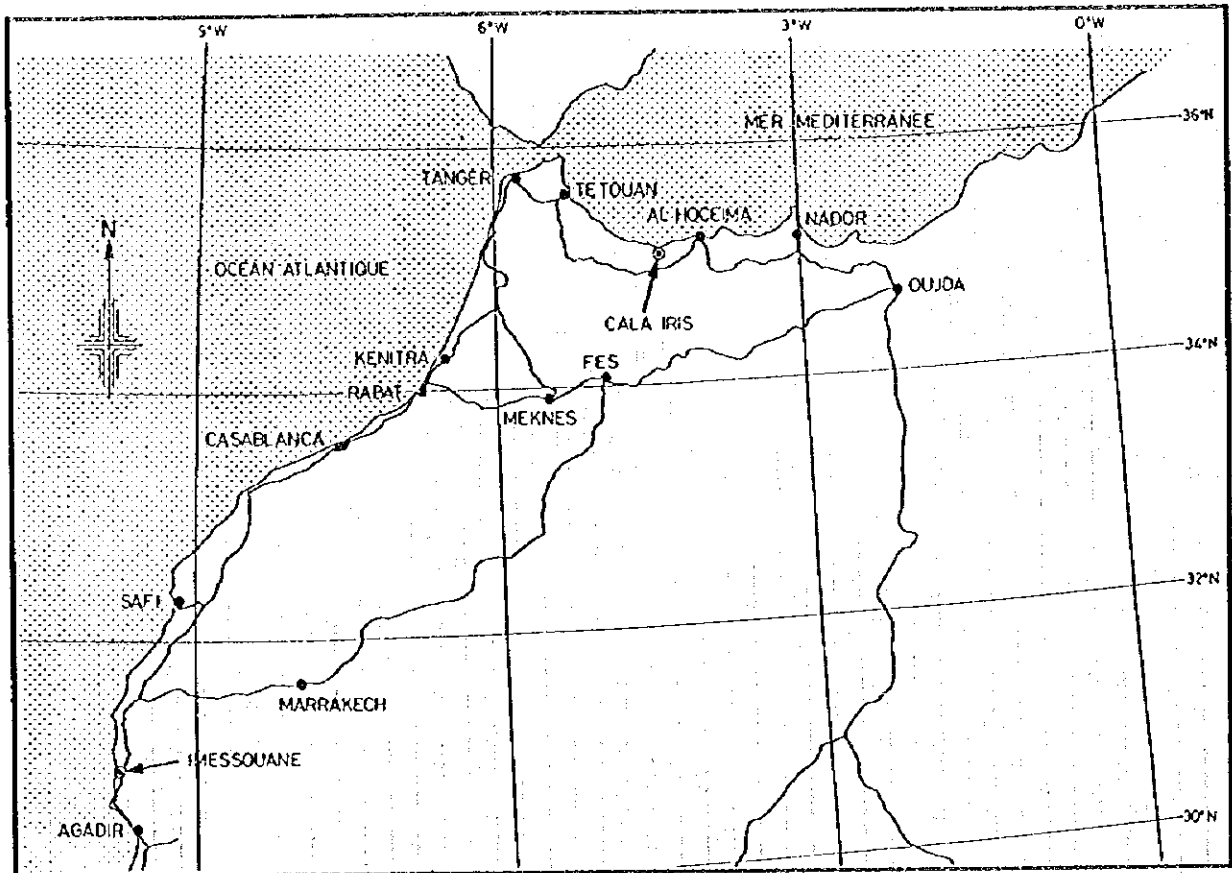 5°W
6°W
3°W
0°W
MER MEDITERRANEE
36°N
TANGER
TETOUAN
AL HOCEIMA
NADOR
N
OCEAN ATLANTIQUE
OUJDA
CALA IRIS
KENITRA
FES
34°N
RABAT
MEKNES
CASABLANCA
32°N
SAFI
MARRAKECH
IMESSOUANE
30°N
AGADIR